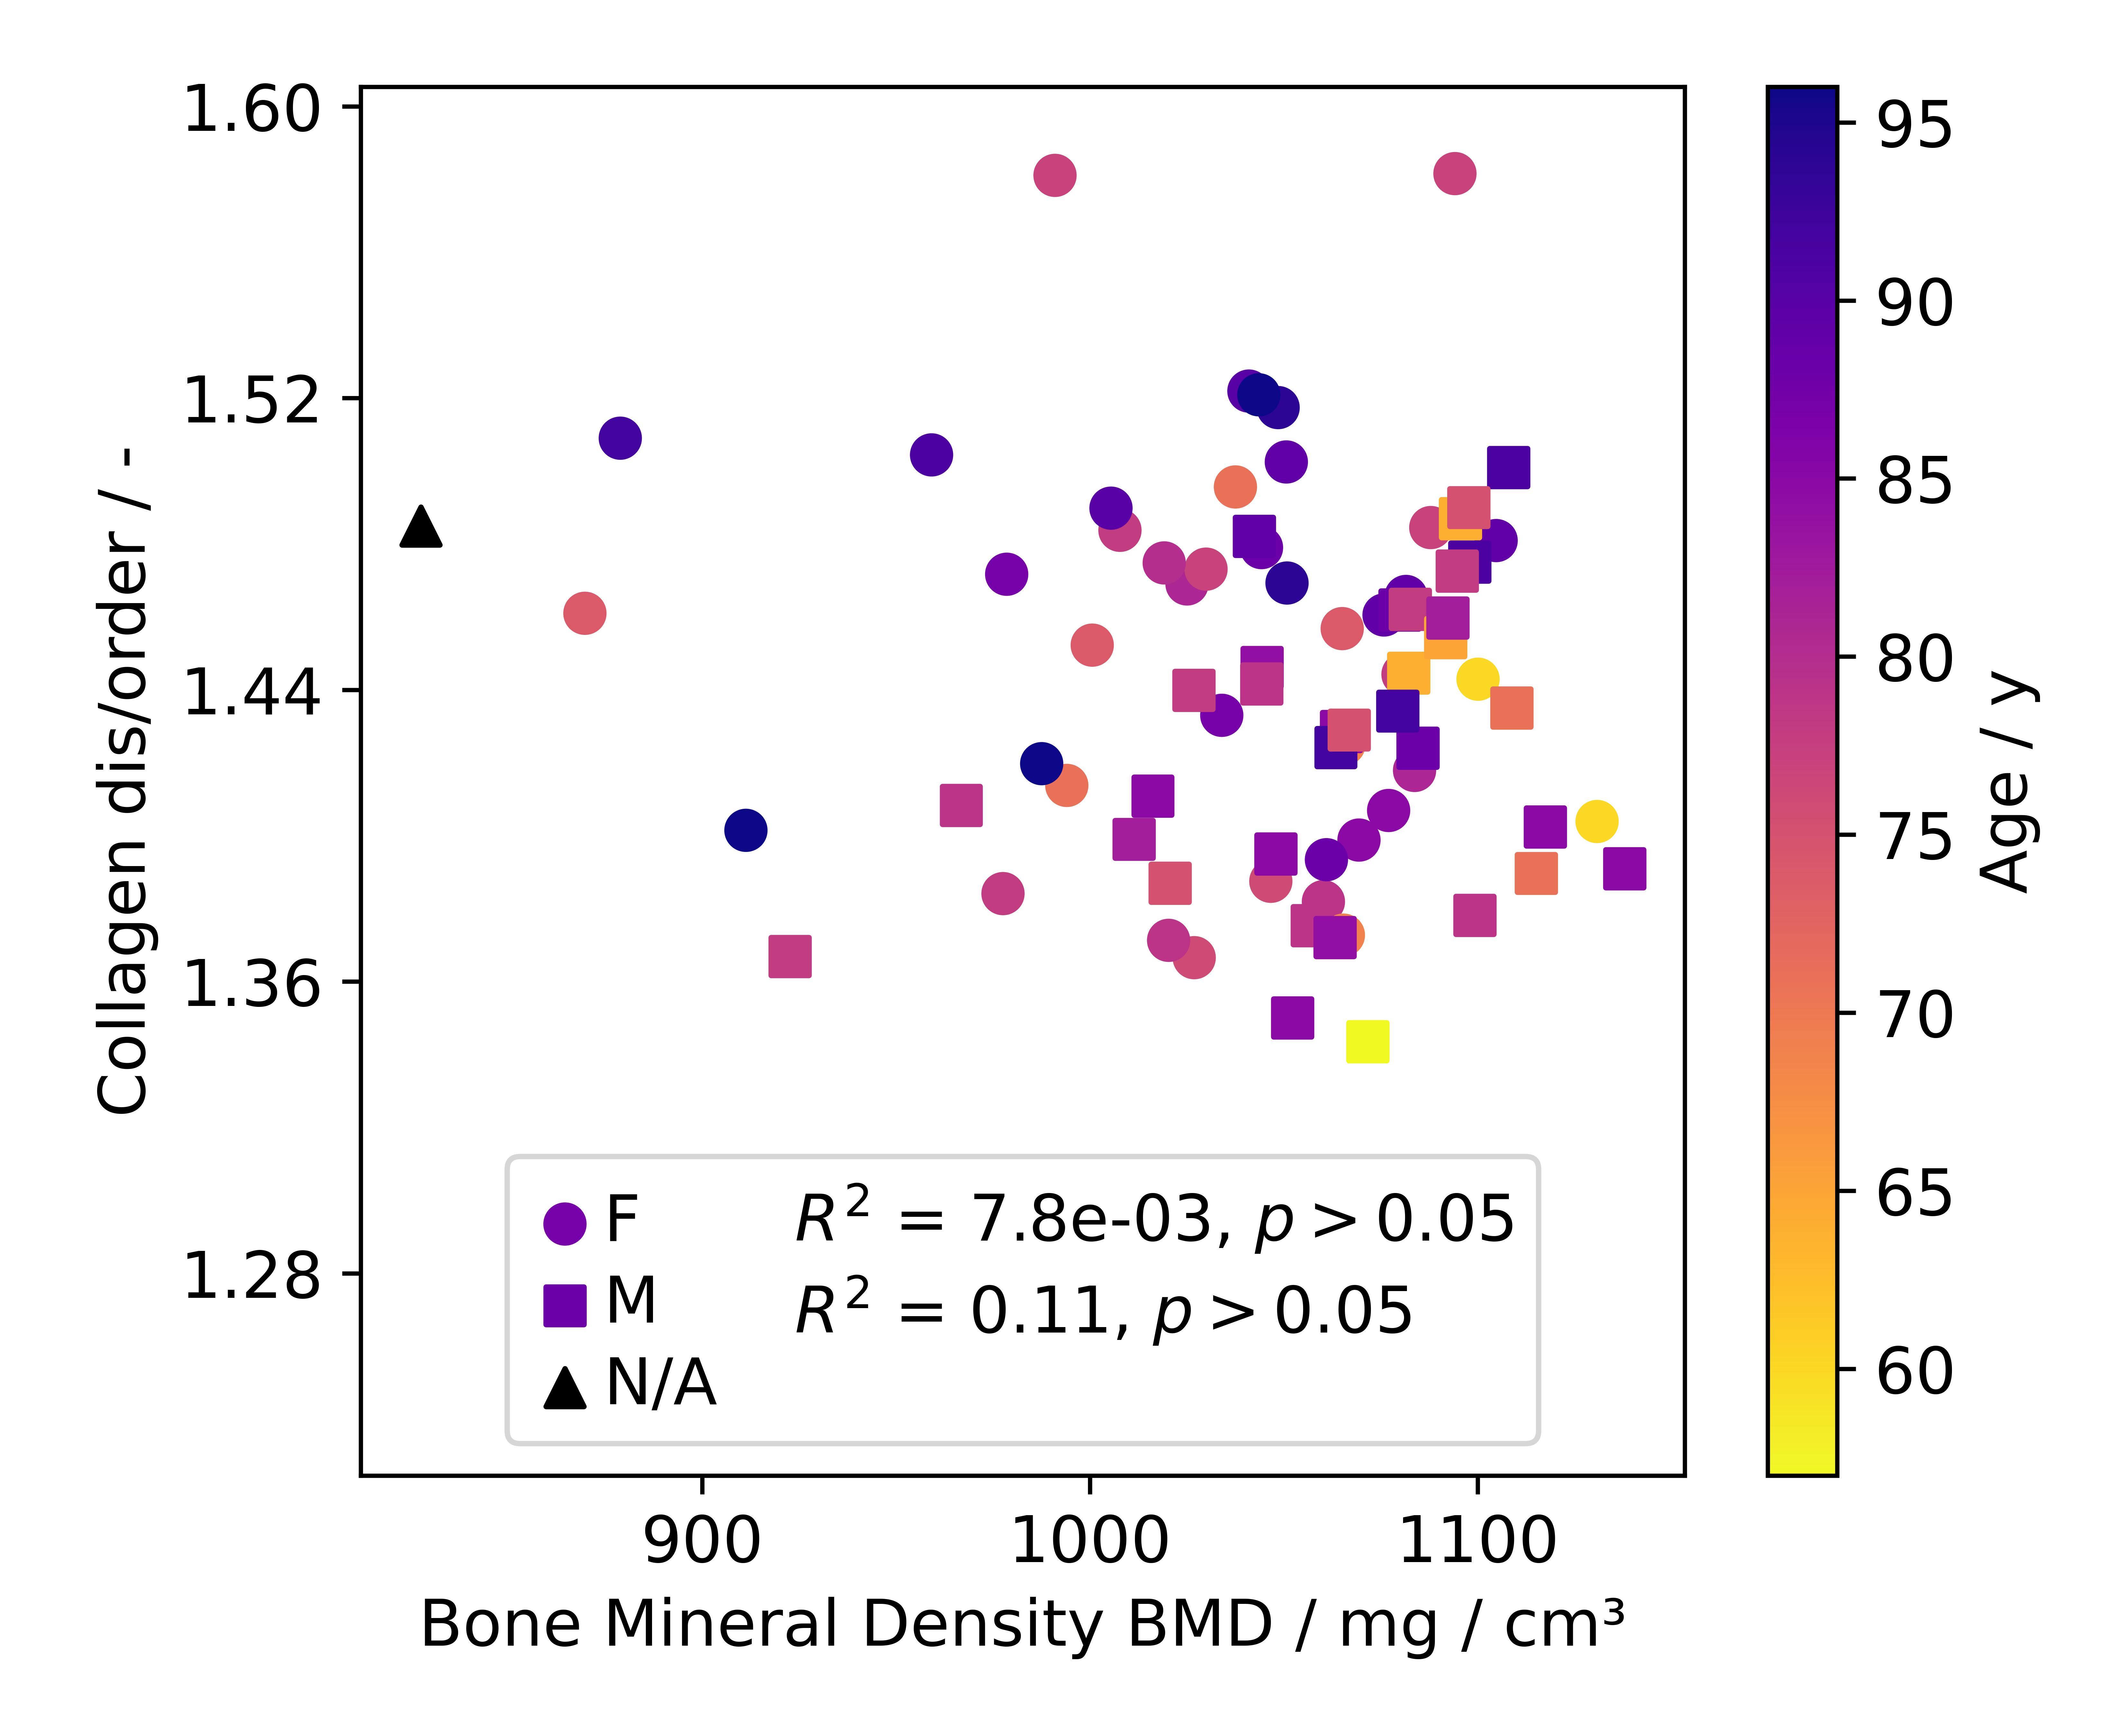 1.60
1.52
1.44
1.36
1.28
Collagen dis/order / -
F R² = 7.8e-03, p > 0.05
M R² = 0.11, p > 0.05
N/A
900 1000 1100
Bone Mineral Density BMD / mg / cm³
95
90
85
80
75
70
65
60
Age / y